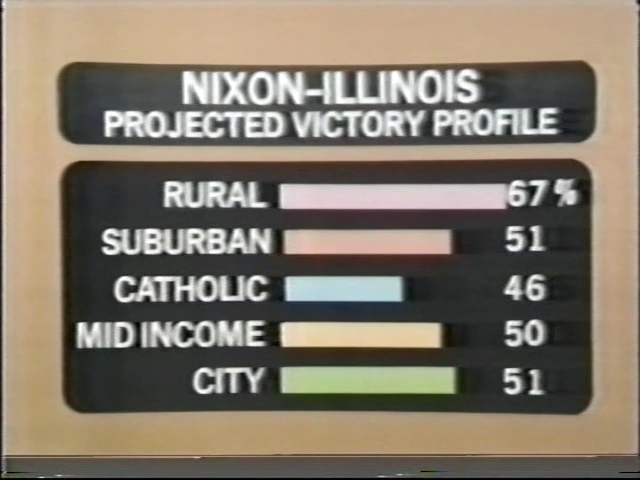 NIXON-ILLINOIS
PROJECTED VICTORY PROFILE
RURAL 67%
SUBURBAN 51
CATHOLIC 46
MID INCOME 50
CITY 51